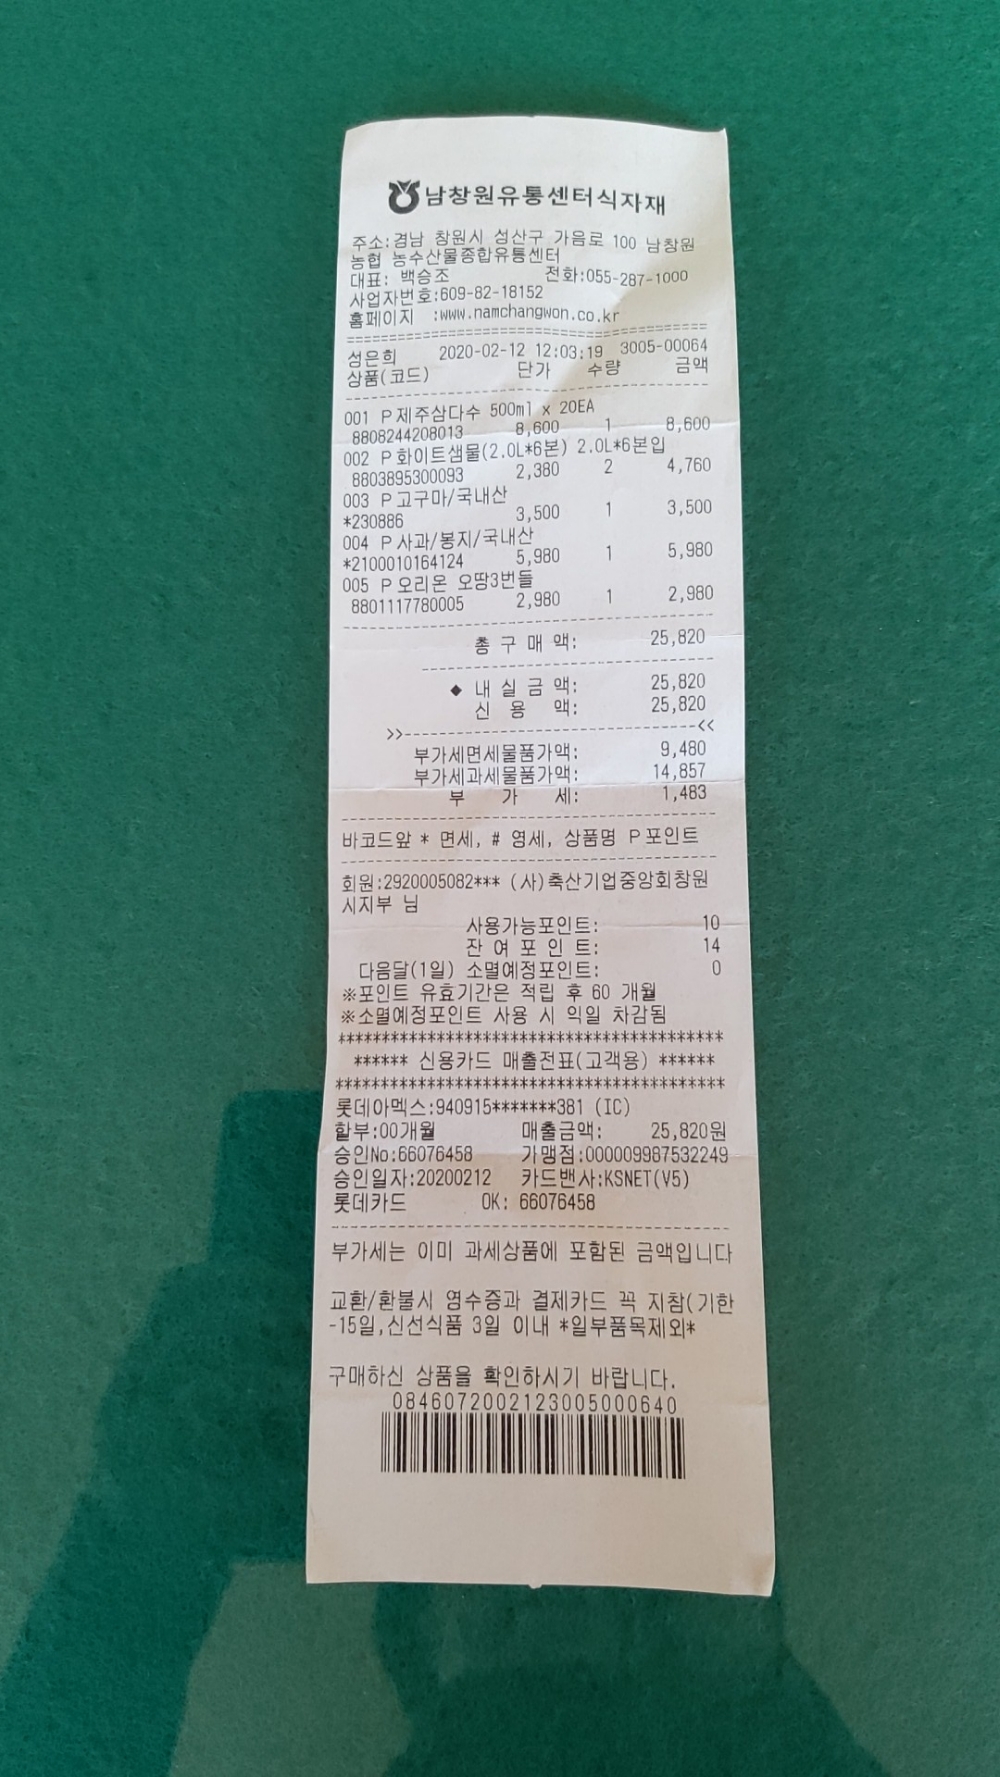 남창원유통센터식자재
주소:경남 창원시 성산구 가음로 100 남창원
농협 농수산물종합유통센터
대표: 백승조 전화:055-287-1000
사업자번호:609-82-18152
홈페이지 :www.namchangwon.co.kr
========================================
성은희 2020-02-12 12:03:19 3005-00064
상품(코드) 단가 수량 금액
----------------------------------------
001 P 제주삼다수 500ml x 20EA
8808244208013 8,600 1 8,600
002 P 화이트샘물(2.0L*6본) 2.0L*6본입
8803895300093 2,380 2 4,760
003 P 고구마/국내산
*230886 3,500 1 3,500
004 P 사과/봉지/국내산
*2100010164124 5,980 1 5,980
005 P 오리온 오땅3번들
8801117780005 2,980 1 2,980
----------------------------------------
총 구 매 액: 25,820
--------------------------------
◆ 내 실 금 액: 25,820
신 용 액: 25,820
>>--------------------------------<<
부가세면세물품가액: 9,480
부가세과세물품가액: 14,857
부 가 세: 1,483
----------------------------------------
바코드앞 * 면세, # 영세, 상품명 P 포인트
----------------------------------------
회원:2920005082*** (사)축산기업중앙회창원
시지부 님
사용가능포인트: 10
잔 여 포 인 트: 14
다음달(1일) 소멸예정포인트: 0
※포인트 유효기간은 적립 후 60 개월
※소멸예정포인트 사용 시 익일 차감됨
******************************************
****** 신용카드 매출전표(고객용) ******
******************************************
롯데아멕스:940915*******381 (IC)
할부:00개월 매출금액: 25,820원
승인No:66076458 가맹점:000009987532249
승인일자:20200212 카드밴사:KSNET(V5)
롯데카드 OK: 66076458
----------------------------------------
부가세는 이미 과세상품에 포함된 금액입니다
교환/환불시 영수증과 결제카드 꼭 지참(기한
-15일,신선식품 3일 이내 *일부품목제외*
구매하신 상품을 확인하시기 바랍니다.
0846072002123005000640